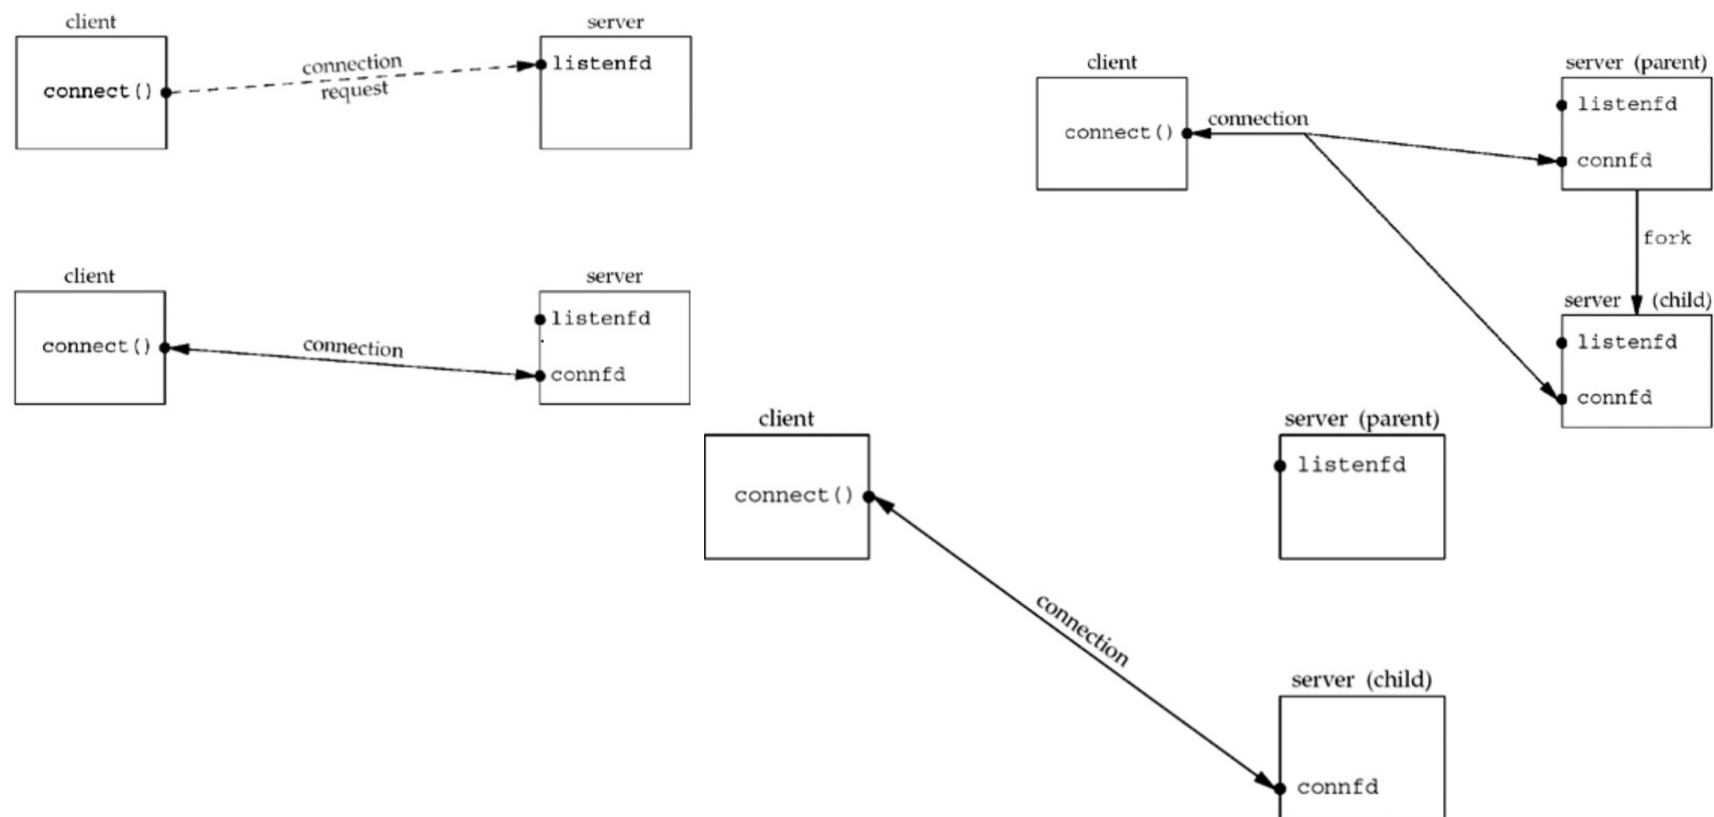 client
server
connect()
connection
request
listenfd
client
server
connect()
connection
listenfd
connfd
client
server (parent)
connect()
connection
listenfd
connfd
fork
server (child)
listenfd
connfd
client
server (parent)
connect()
listenfd
connection
server (child)
connfd